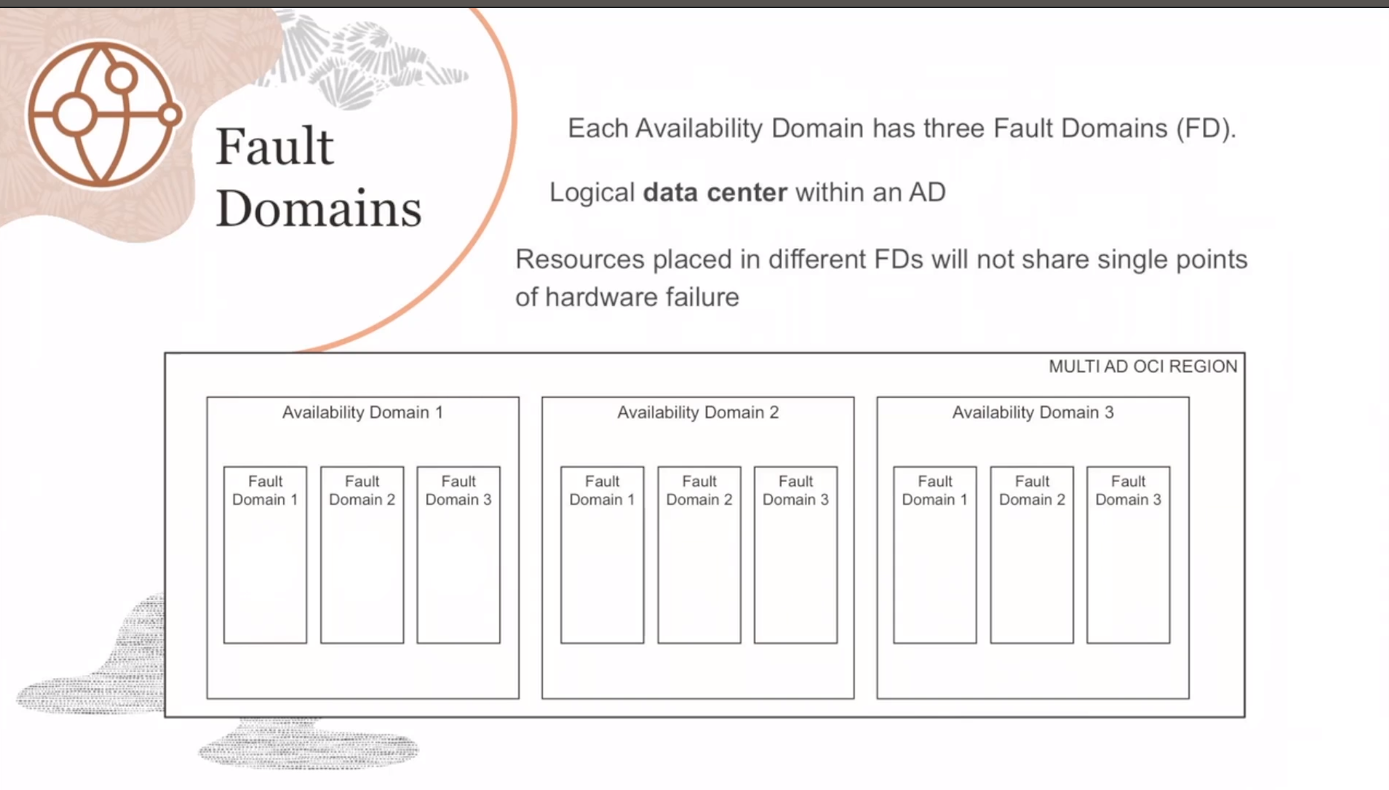 Fault
Domains
Each Availability Domain has three Fault Domains (FD).
Logical data center within an AD
Resources placed in different FDs will not share single points
of hardware failure
MULTI AD OCI REGION
Availability Domain 1
Fault
Domain 1
Fault
Domain 2
Fault
Domain 3
Availability Domain 2
Fault
Domain 1
Fault
Domain 2
Fault
Domain 3
Availability Domain 3
Fault
Domain 1
Fault
Domain 2
Fault
Domain 3